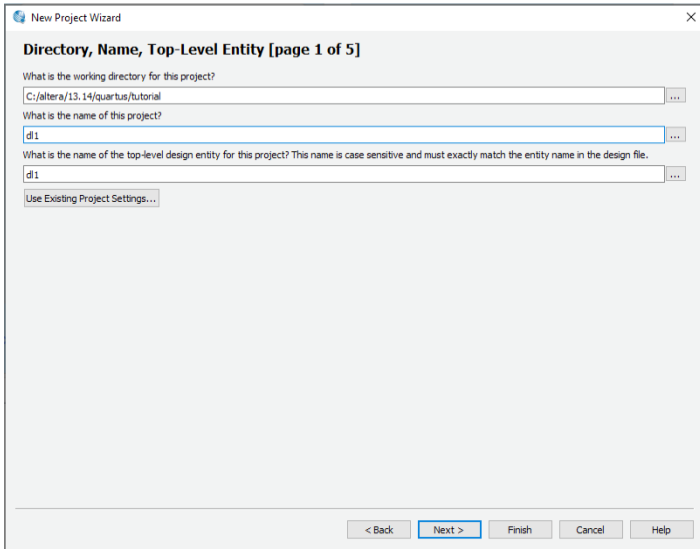 New Project Wizard
Directory, Name, Top-Level Entity [page 1 of 5]
What is the working directory for this project?
C:/altera/13.14/quartus/tutorial
...
What is the name of this project?
dl1
...
What is the name of the top-level design entity for this project? This name is case sensitive and must exactly match the entity name in the design file.
dl1
...
Use Existing Project Settings...
< Back
Next >
Finish
Cancel
Help